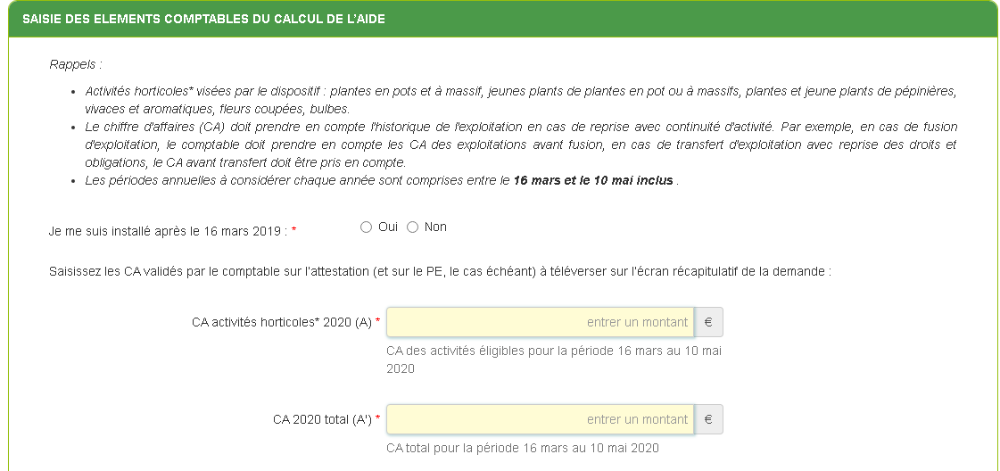 SAISIE DES ELEMENTS COMPTABLES DU CALCUL DE L'AIDE
Rappels :
• Activités horticoles* visées par le dispositif : plantes en pots et à massif, jeunes plants de plantes en pot ou à massifs, plantes et jeune plants de pépinières,
vivaces et aromatiques, fleurs coupées, bulbes.
• Le chiffre d'affaires (CA) doit prendre en compte l'historique de l'exploitation en cas de reprise avec continuité d'activité. Par exemple, en cas de fusion
d'exploitation, le comptable doit prendre en compte les CA des exploitations avant fusion, en cas de transfert d'exploitation avec reprise des droits et
obligations, le CA avant transfert doit être pris en compte.
• Les périodes annuelles à considérer chaque année sont comprises entre le 16 mars et le 10 mai inclus .
Je me suis installé après le 16 mars 2019 : * Oui Non
Saisissez les CA validés par le comptable sur l'attestation (et sur le PE, le cas échéant) à téléverser sur l'écran récapitulatif de la demande :
CA activités horticoles* 2020 (A) * entrer un montant €
CA des activités éligibles pour la période 16 mars au 10 mai
2020
CA 2020 total (A') * entrer un montant €
CA total pour la période 16 mars au 10 mai 2020